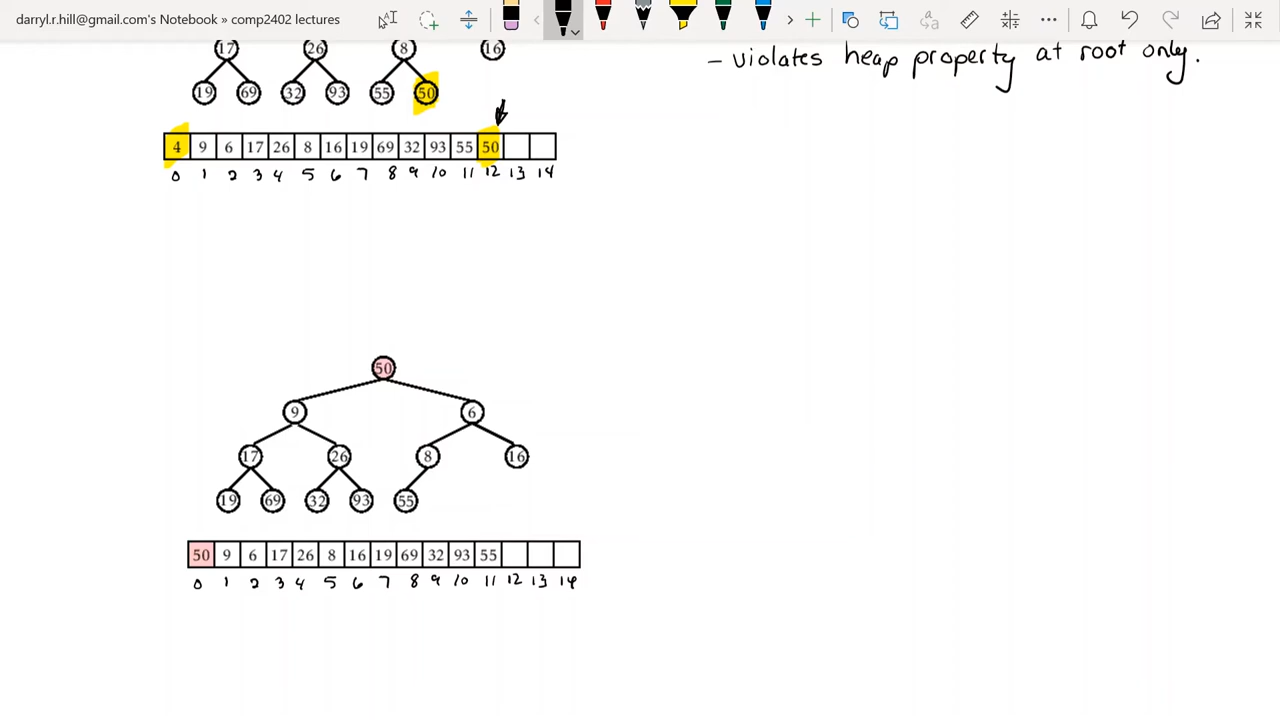 darryl.r.hill@gmail.com's Notebook » comp2402 lectures
17 26 8 16
– violates heap property at root only.
19 69 32 93 55 50
4 9 6 17 26 8 16 19 69 32 93 55 50
0 1 2 3 4 5 6 7 8 9 10 11 12 13 14
50
9 6
17 26 8 16
19 69 32 93 55
50 9 6 17 26 8 16 19 69 32 93 55
0 1 2 3 4 5 6 7 8 9 10 11 12 13 14